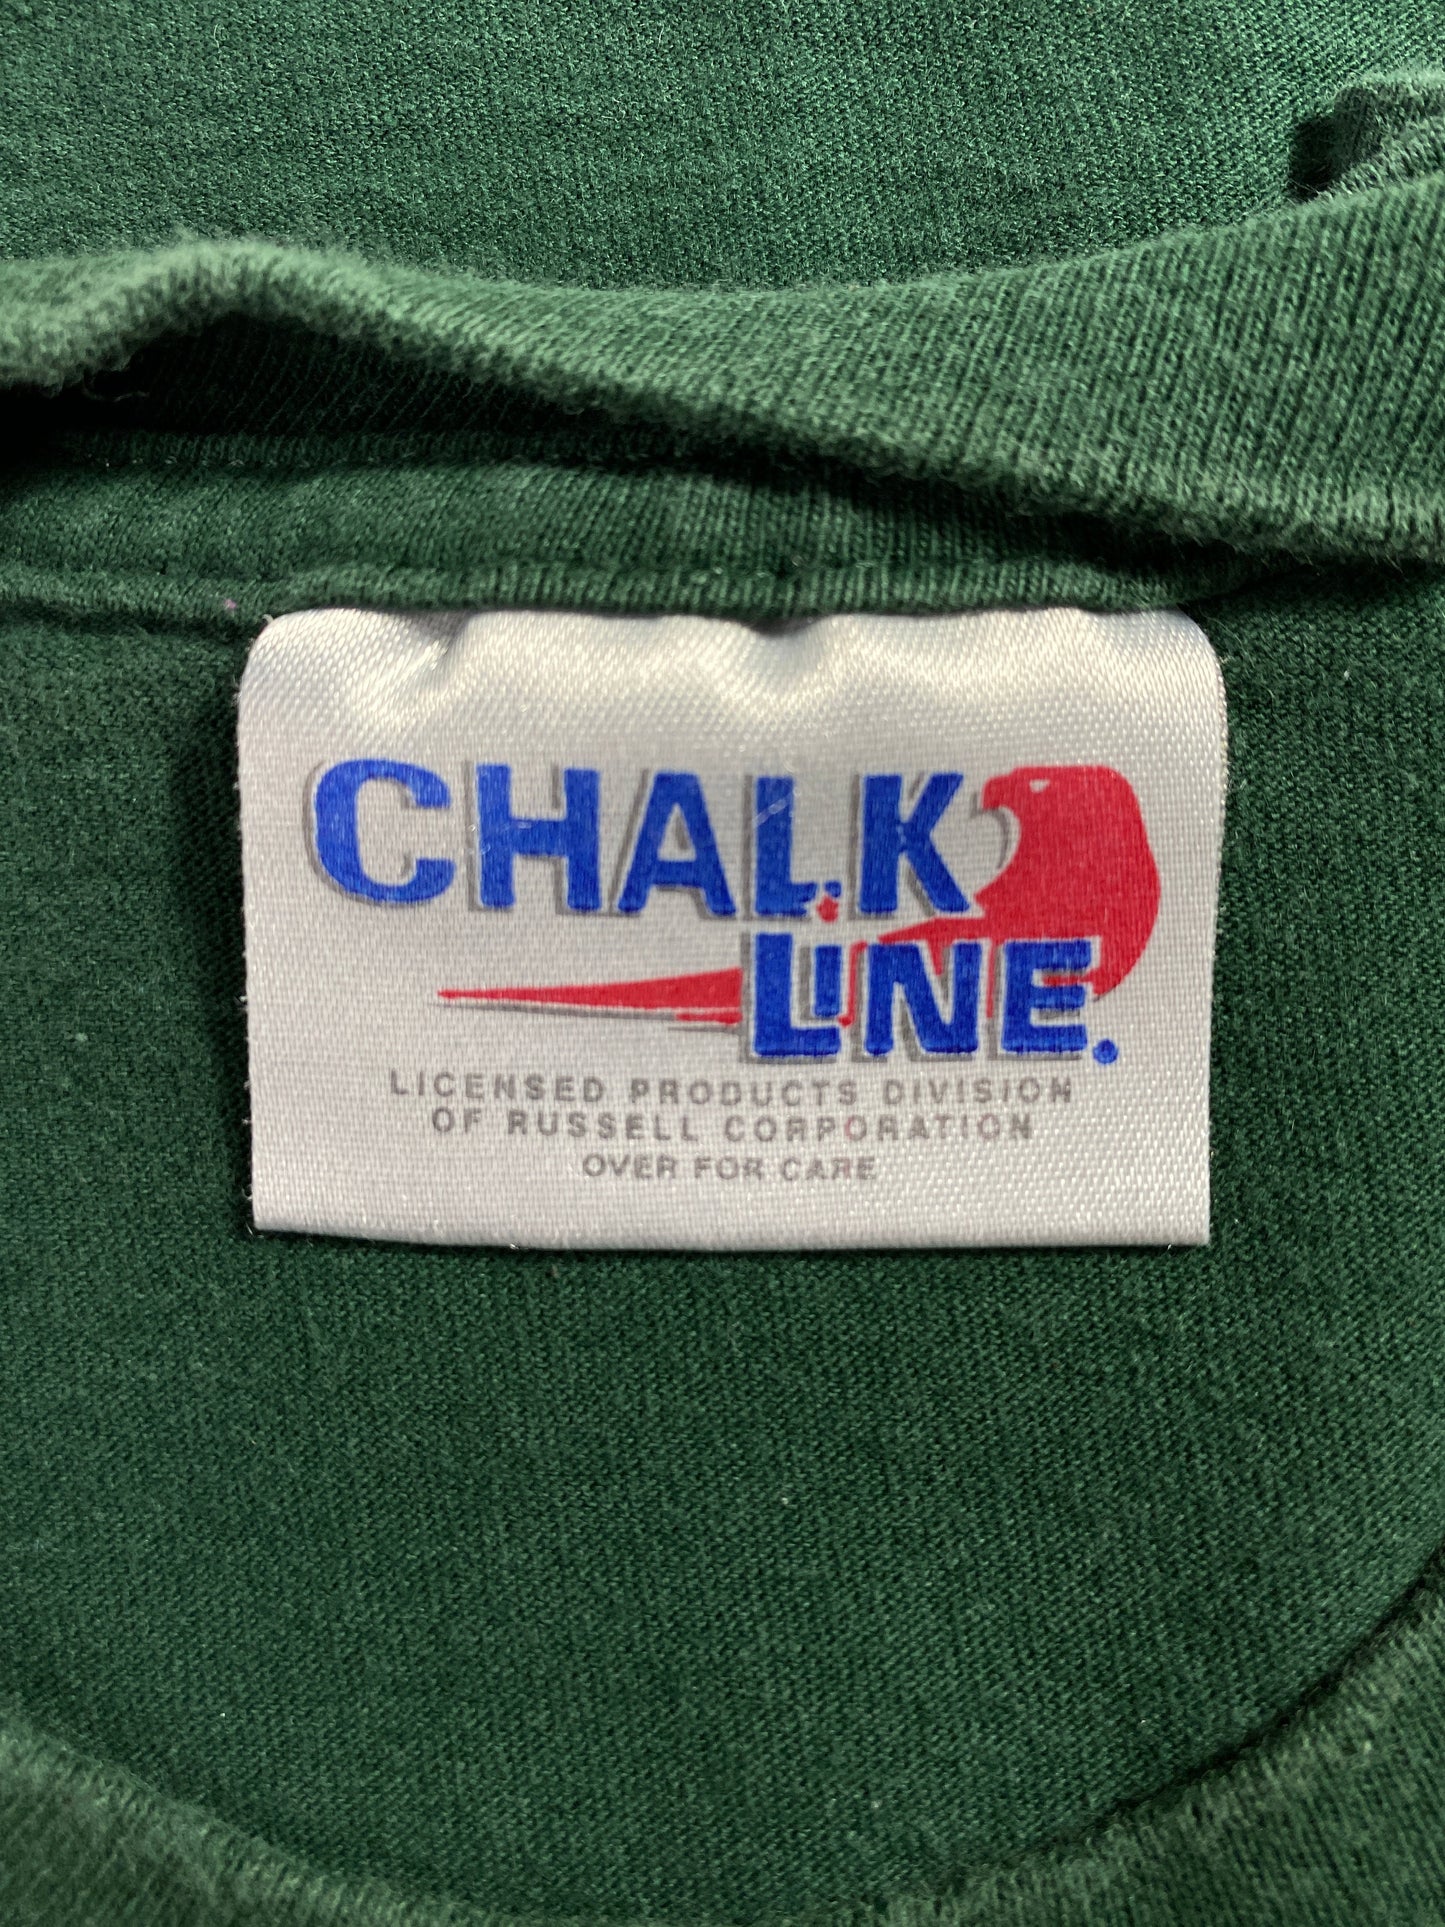 CHALK
LINE.
LICENSED PRODUCTS DIVISION
OF RUSSELL CORPORATION
OVER FOR CARE